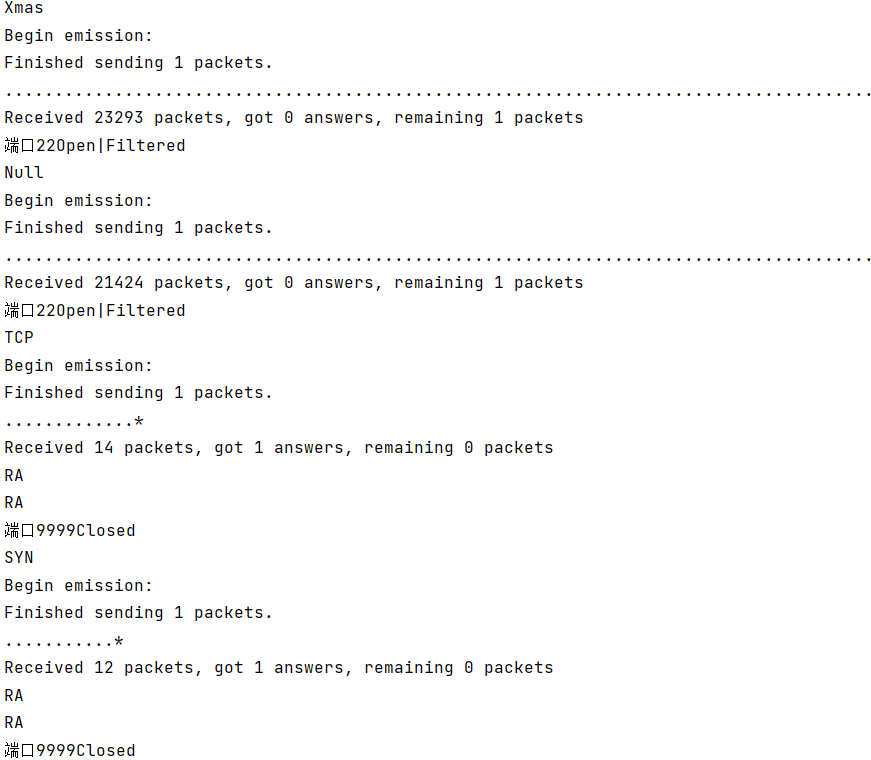 Xmas
Begin emission:
Finished sending 1 packets.
.......................................................................................
Received 23293 packets, got 0 answers, remaining 1 packets
端口22Open|Filtered
Null
Begin emission:
Finished sending 1 packets.
.......................................................................................
Received 21424 packets, got 0 answers, remaining 1 packets
端口22Open|Filtered
TCP
Begin emission:
Finished sending 1 packets.
.............*
Received 14 packets, got 1 answers, remaining 0 packets
RA
RA
端口9999Closed
SYN
Begin emission:
Finished sending 1 packets.
...........*
Received 12 packets, got 1 answers, remaining 0 packets
RA
RA
端口9999Closed